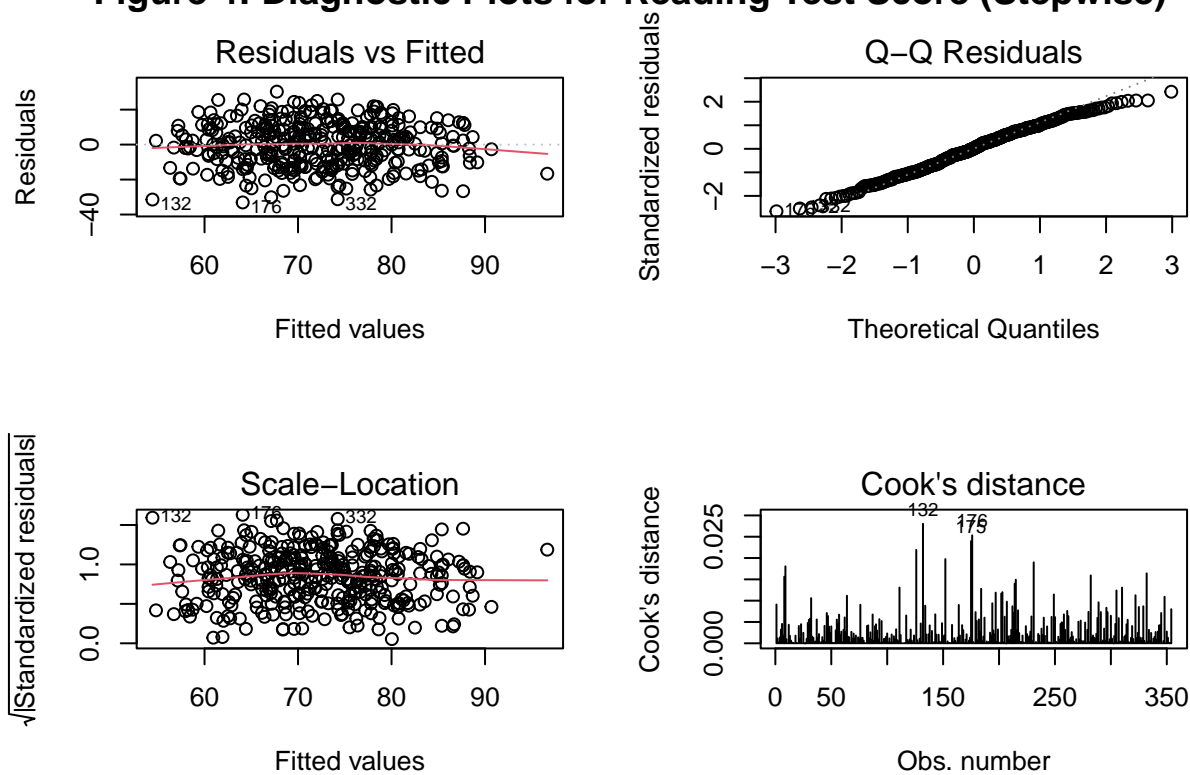 Figure 4: Diagnostic Plots for Reading Test Score (Stepwise)
Residuals vs Fitted
Residuals
0
−40
132
176
332
60 70 80 90
Fitted values
Q−Q Residuals
Standardized residuals
2
0
−2
−3 −2 −1 0 1 2 3
Theoretical Quantiles
Scale−Location
√|Standardized residuals|
1.0
0.0
132
176
332
60 70 80 90
Fitted values
Cook's distance
Cook's distance
0.025
0.000
132
176
175
0 50 150 250 350
Obs. number